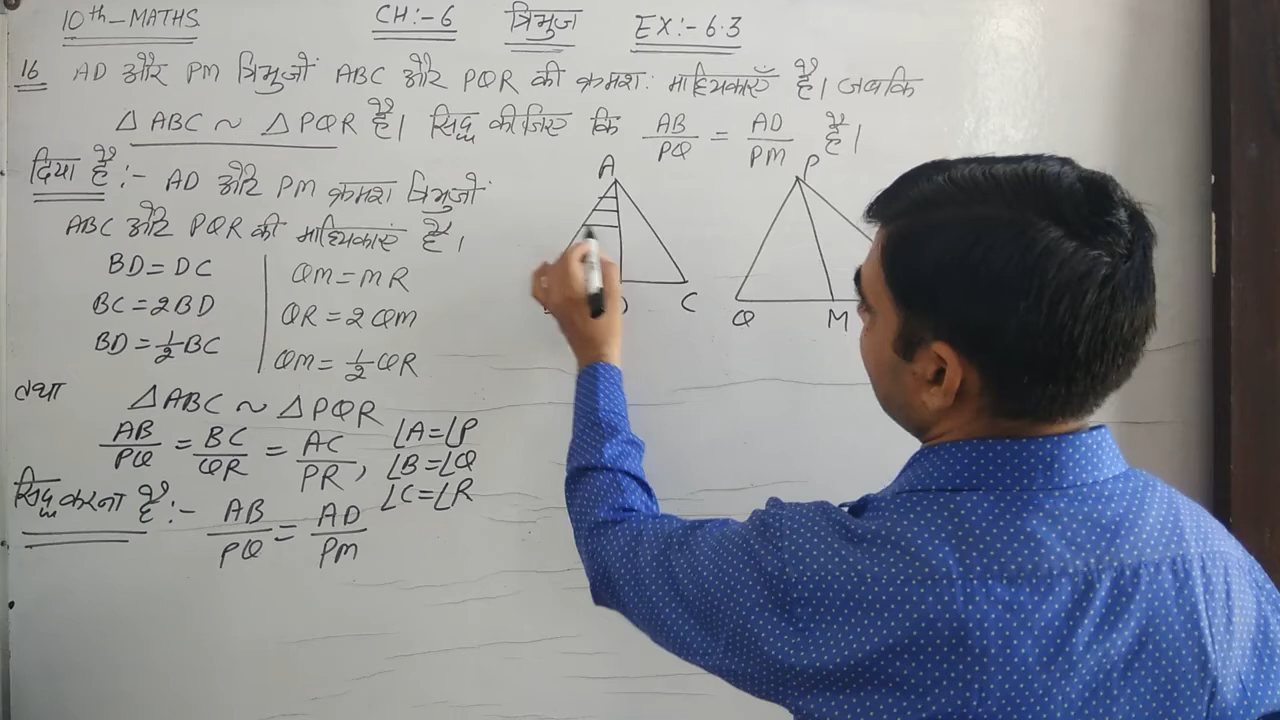 10th-MATHS CH:-6 त्रिभुज EX:-6.3
16 AD और PM त्रिभुजों ABC और PQR की क्रमशः माध्यिकाएँ है। जबकि
△ABC ~ △PQR है। सिद्ध कीजिए कि AB/PQ = AD/PM है।
दिया है:- AD और PM क्रमश त्रिभुजों
ABC और PQR की माध्यिकाएं है।
BD=DC QM=MR
BC=2BD QR=2QM
BD=1/2 BC QM=1/2 QR
तथा △ABC ~ △PQR
AB/PQ = BC/QR = AC/PR, ∠A=∠P
∠B=∠Q
∠C=∠R
सिद्ध करना है:- AB/PQ = AD/PM
A P
C Q M